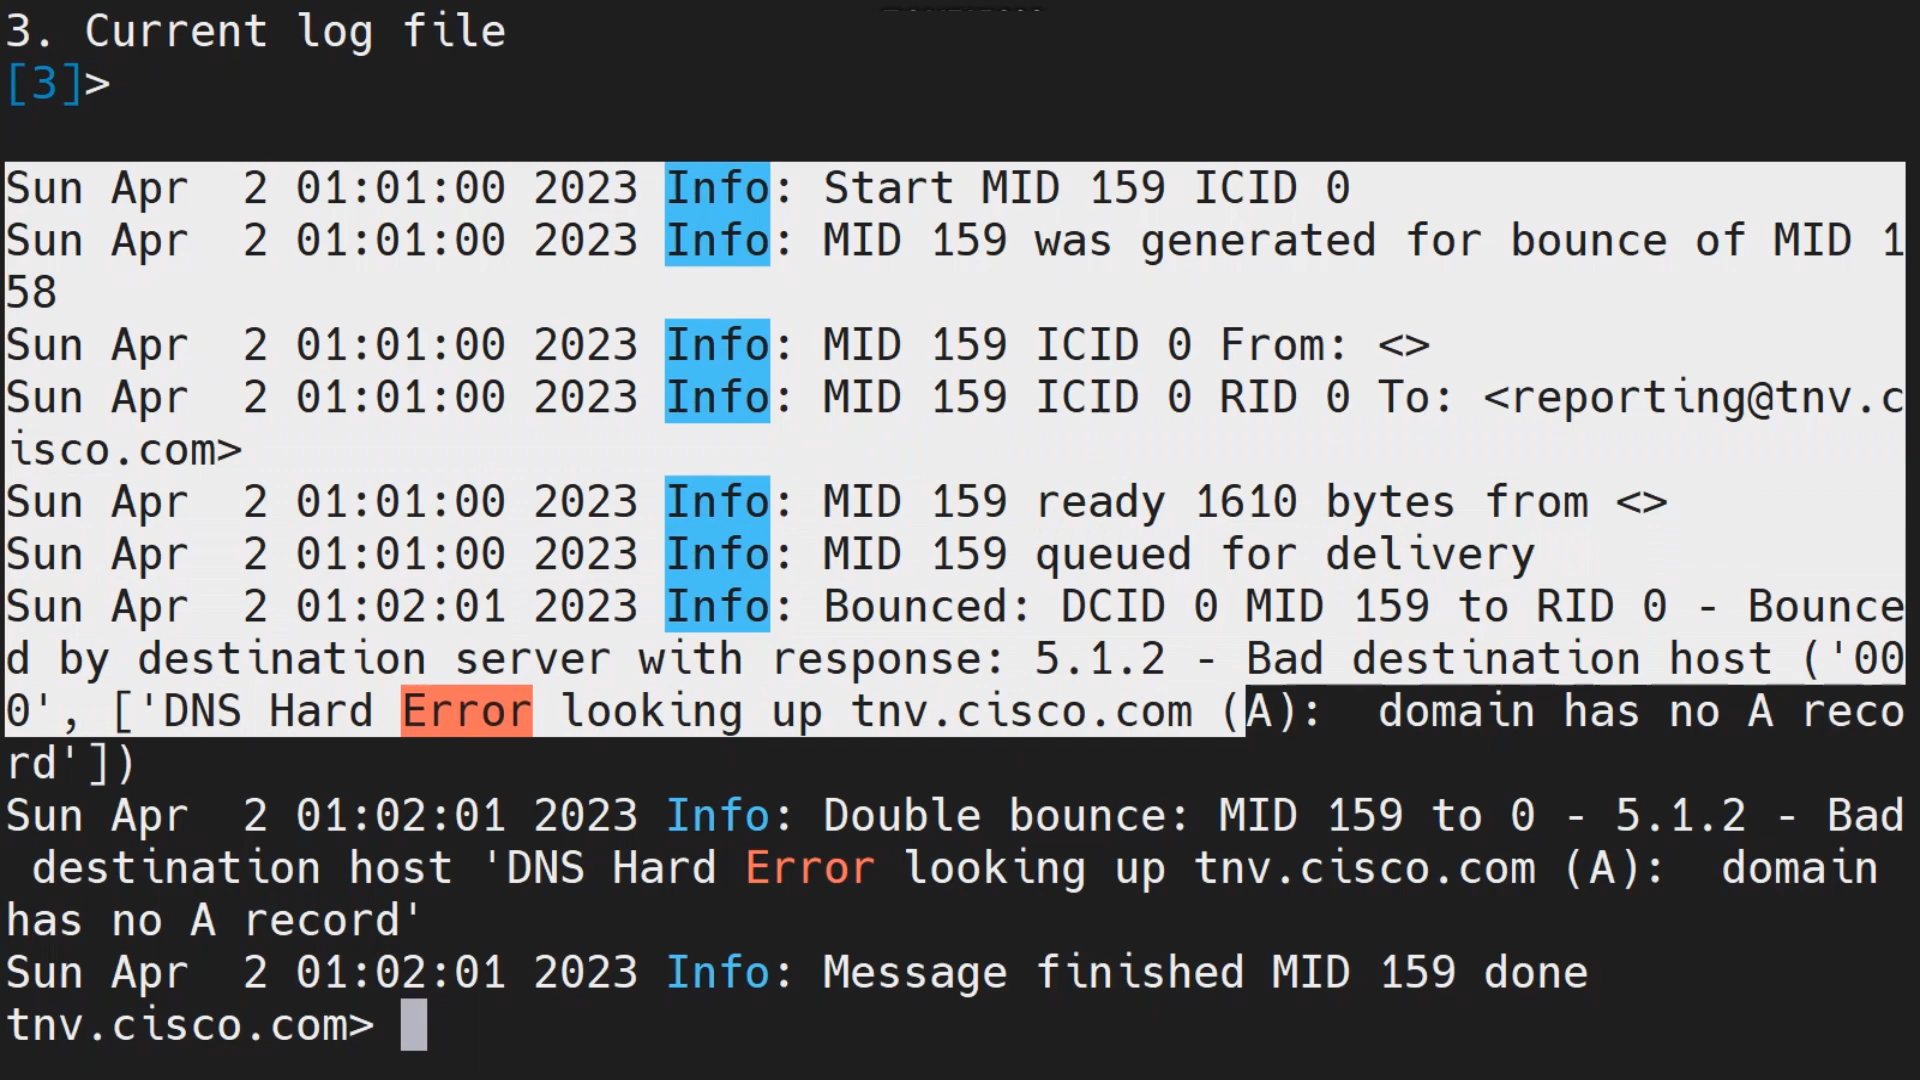 3. Current log file
[3]>
Sun Apr  2 01:01:00 2023 Info: Start MID 159 ICID 0
Sun Apr  2 01:01:00 2023 Info: MID 159 was generated for bounce of MID 1
58
Sun Apr  2 01:01:00 2023 Info: MID 159 ICID 0 From: <>
Sun Apr  2 01:01:00 2023 Info: MID 159 ICID 0 RID 0 To: <reporting@tnv.c
isco.com>
Sun Apr  2 01:01:00 2023 Info: MID 159 ready 1610 bytes from <>
Sun Apr  2 01:01:00 2023 Info: MID 159 queued for delivery
Sun Apr  2 01:02:01 2023 Info: Bounced: DCID 0 MID 159 to RID 0 - Bounce
d by destination server with response: 5.1.2 - Bad destination host ('00
0', ['DNS Hard Error looking up tnv.cisco.com (A):  domain has no A reco
rd'])
Sun Apr  2 01:02:01 2023 Info: Double bounce: MID 159 to 0 - 5.1.2 - Bad
 destination host 'DNS Hard Error looking up tnv.cisco.com (A):  domain
has no A record'
Sun Apr  2 01:02:01 2023 Info: Message finished MID 159 done
tnv.cisco.com>